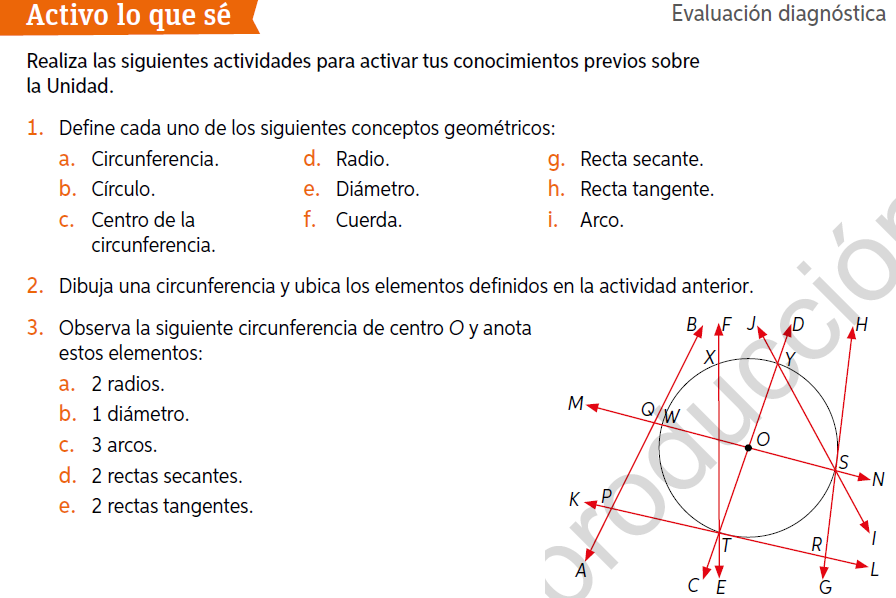 Activo lo que sé
Evaluación diagnóstica
Realiza las siguientes actividades para activar tus conocimientos previos sobre
la Unidad.
1. Define cada uno de los siguientes conceptos geométricos:
a. Circunferencia.
b. Círculo.
c. Centro de la
circunferencia.
d. Radio.
e. Diámetro.
f. Cuerda.
g. Recta secante.
h. Recta tangente.
i. Arco.
2. Dibuja una circunferencia y ubica los elementos definidos en la actividad anterior.
3. Observa la siguiente circunferencia de centro O y anota
estos elementos:
a. 2 radios.
b. 1 diámetro.
c. 3 arcos.
d. 2 rectas secantes.
e. 2 rectas tangentes.
B F J D H
X Y
M Q W
O
S
N
K P
T R I
A L
C E G
producción